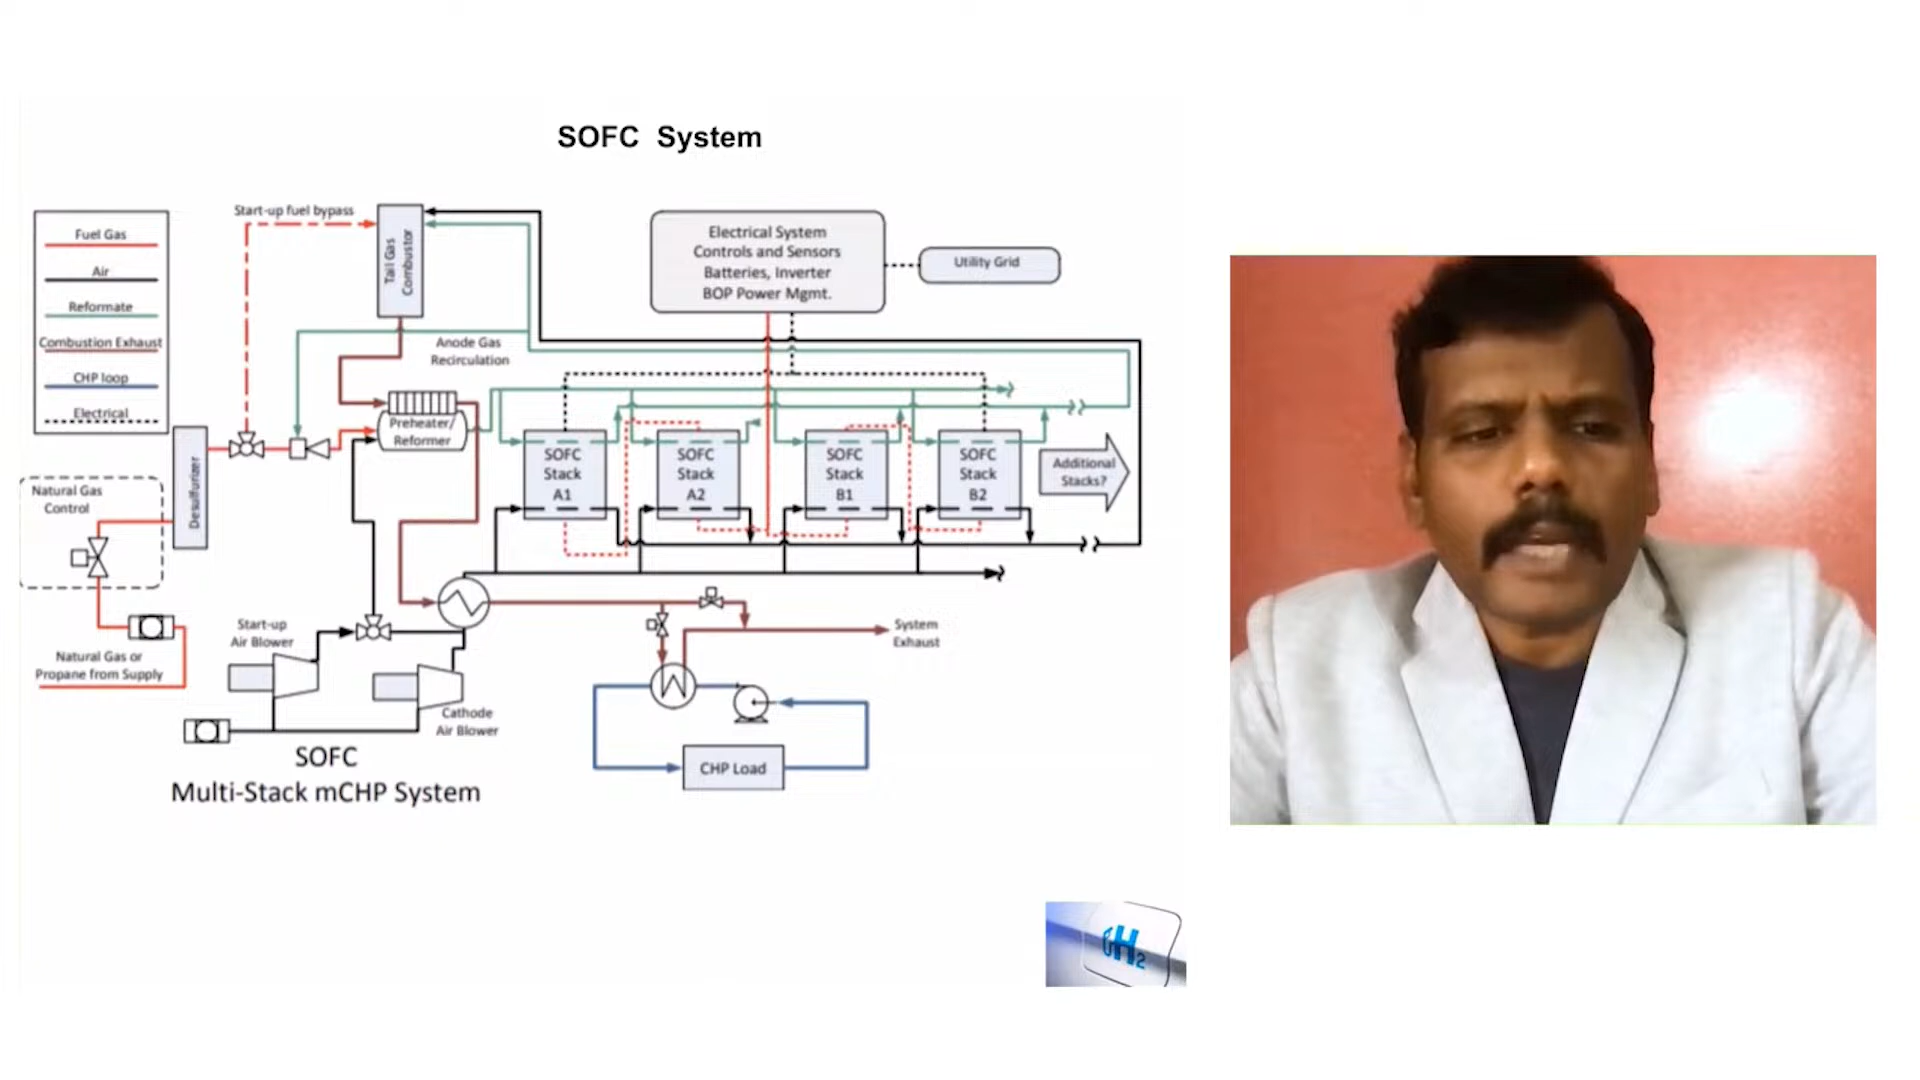 SOFC System
Fuel Gas
Air
Reformate
Combustion Exhaust
CHP loop
Electrical
Start-up fuel bypass
Tail Gas
Combustor
Electrical System
Controls and Sensors
Batteries, Inverter
BOP Power Mgmt.
Utility Grid
Anode Gas
Recirculation
Preheater/
Reformer
Desulfurizer
Natural Gas
Control
SOFC
Stack
A1
SOFC
Stack
A2
SOFC
Stack
B1
SOFC
Stack
B2
Additional
Stacks?
Start-up
Air Blower
Natural Gas or
Propane from Supply
Cathode
Air Blower
System
Exhaust
CHP Load
SOFC
Multi-Stack mCHP System
H2